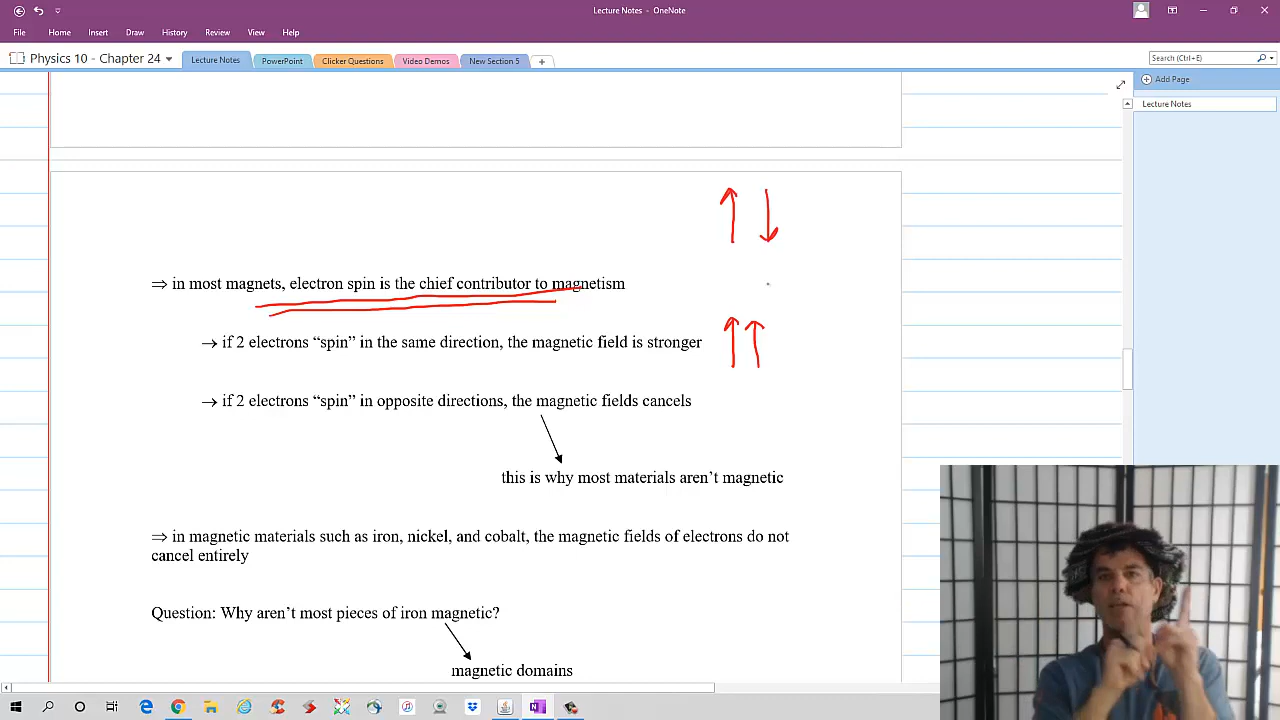 Lecture Notes - OneNote
File Home Insert Draw History Review View Help
Physics 10 - Chapter 24 Lecture Notes PowerPoint Clicker Questions Video Demos New Section 5 Search (Ctrl+E)
Add Page
Lecture Notes
⇒ in most magnets, electron spin is the chief contributor to magnetism
→ if 2 electrons “spin” in the same direction, the magnetic field is stronger
→ if 2 electrons “spin” in opposite directions, the magnetic fields cancels
this is why most materials aren’t magnetic
⇒ in magnetic materials such as iron, nickel, and cobalt, the magnetic fields of electrons do not
cancel entirely
Question: Why aren’t most pieces of iron magnetic?
magnetic domains